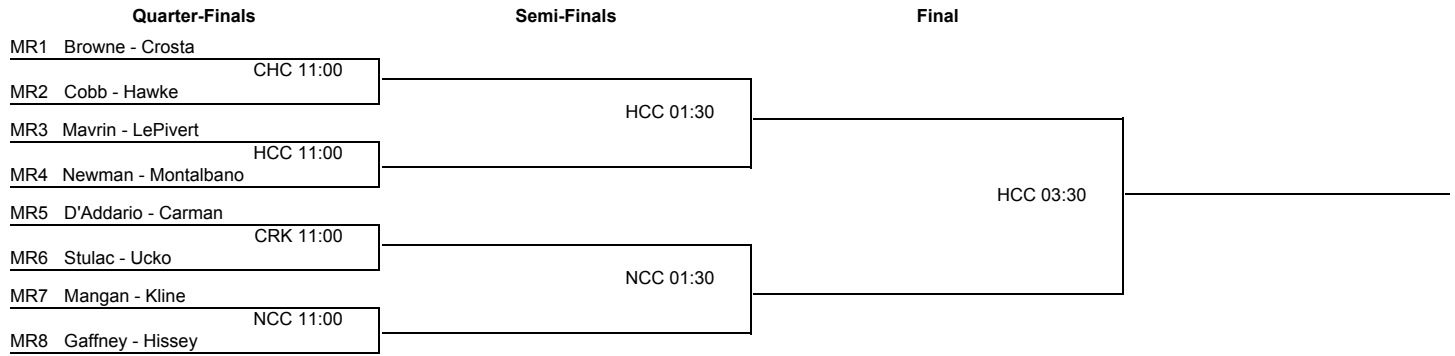 Quarter-Finals Semi-Finals Final
MR1 Browne - Crosta
CHC 11:00
MR2 Cobb - Hawke
HCC 01:30
MR3 Mavrin - LePivert
HCC 11:00
MR4 Newman - Montalbano
HCC 03:30
MR5 D'Addario - Carman
CRK 11:00
MR6 Stulac - Ucko
NCC 01:30
MR7 Mangan - Kline
NCC 11:00
MR8 Gaffney - Hissey